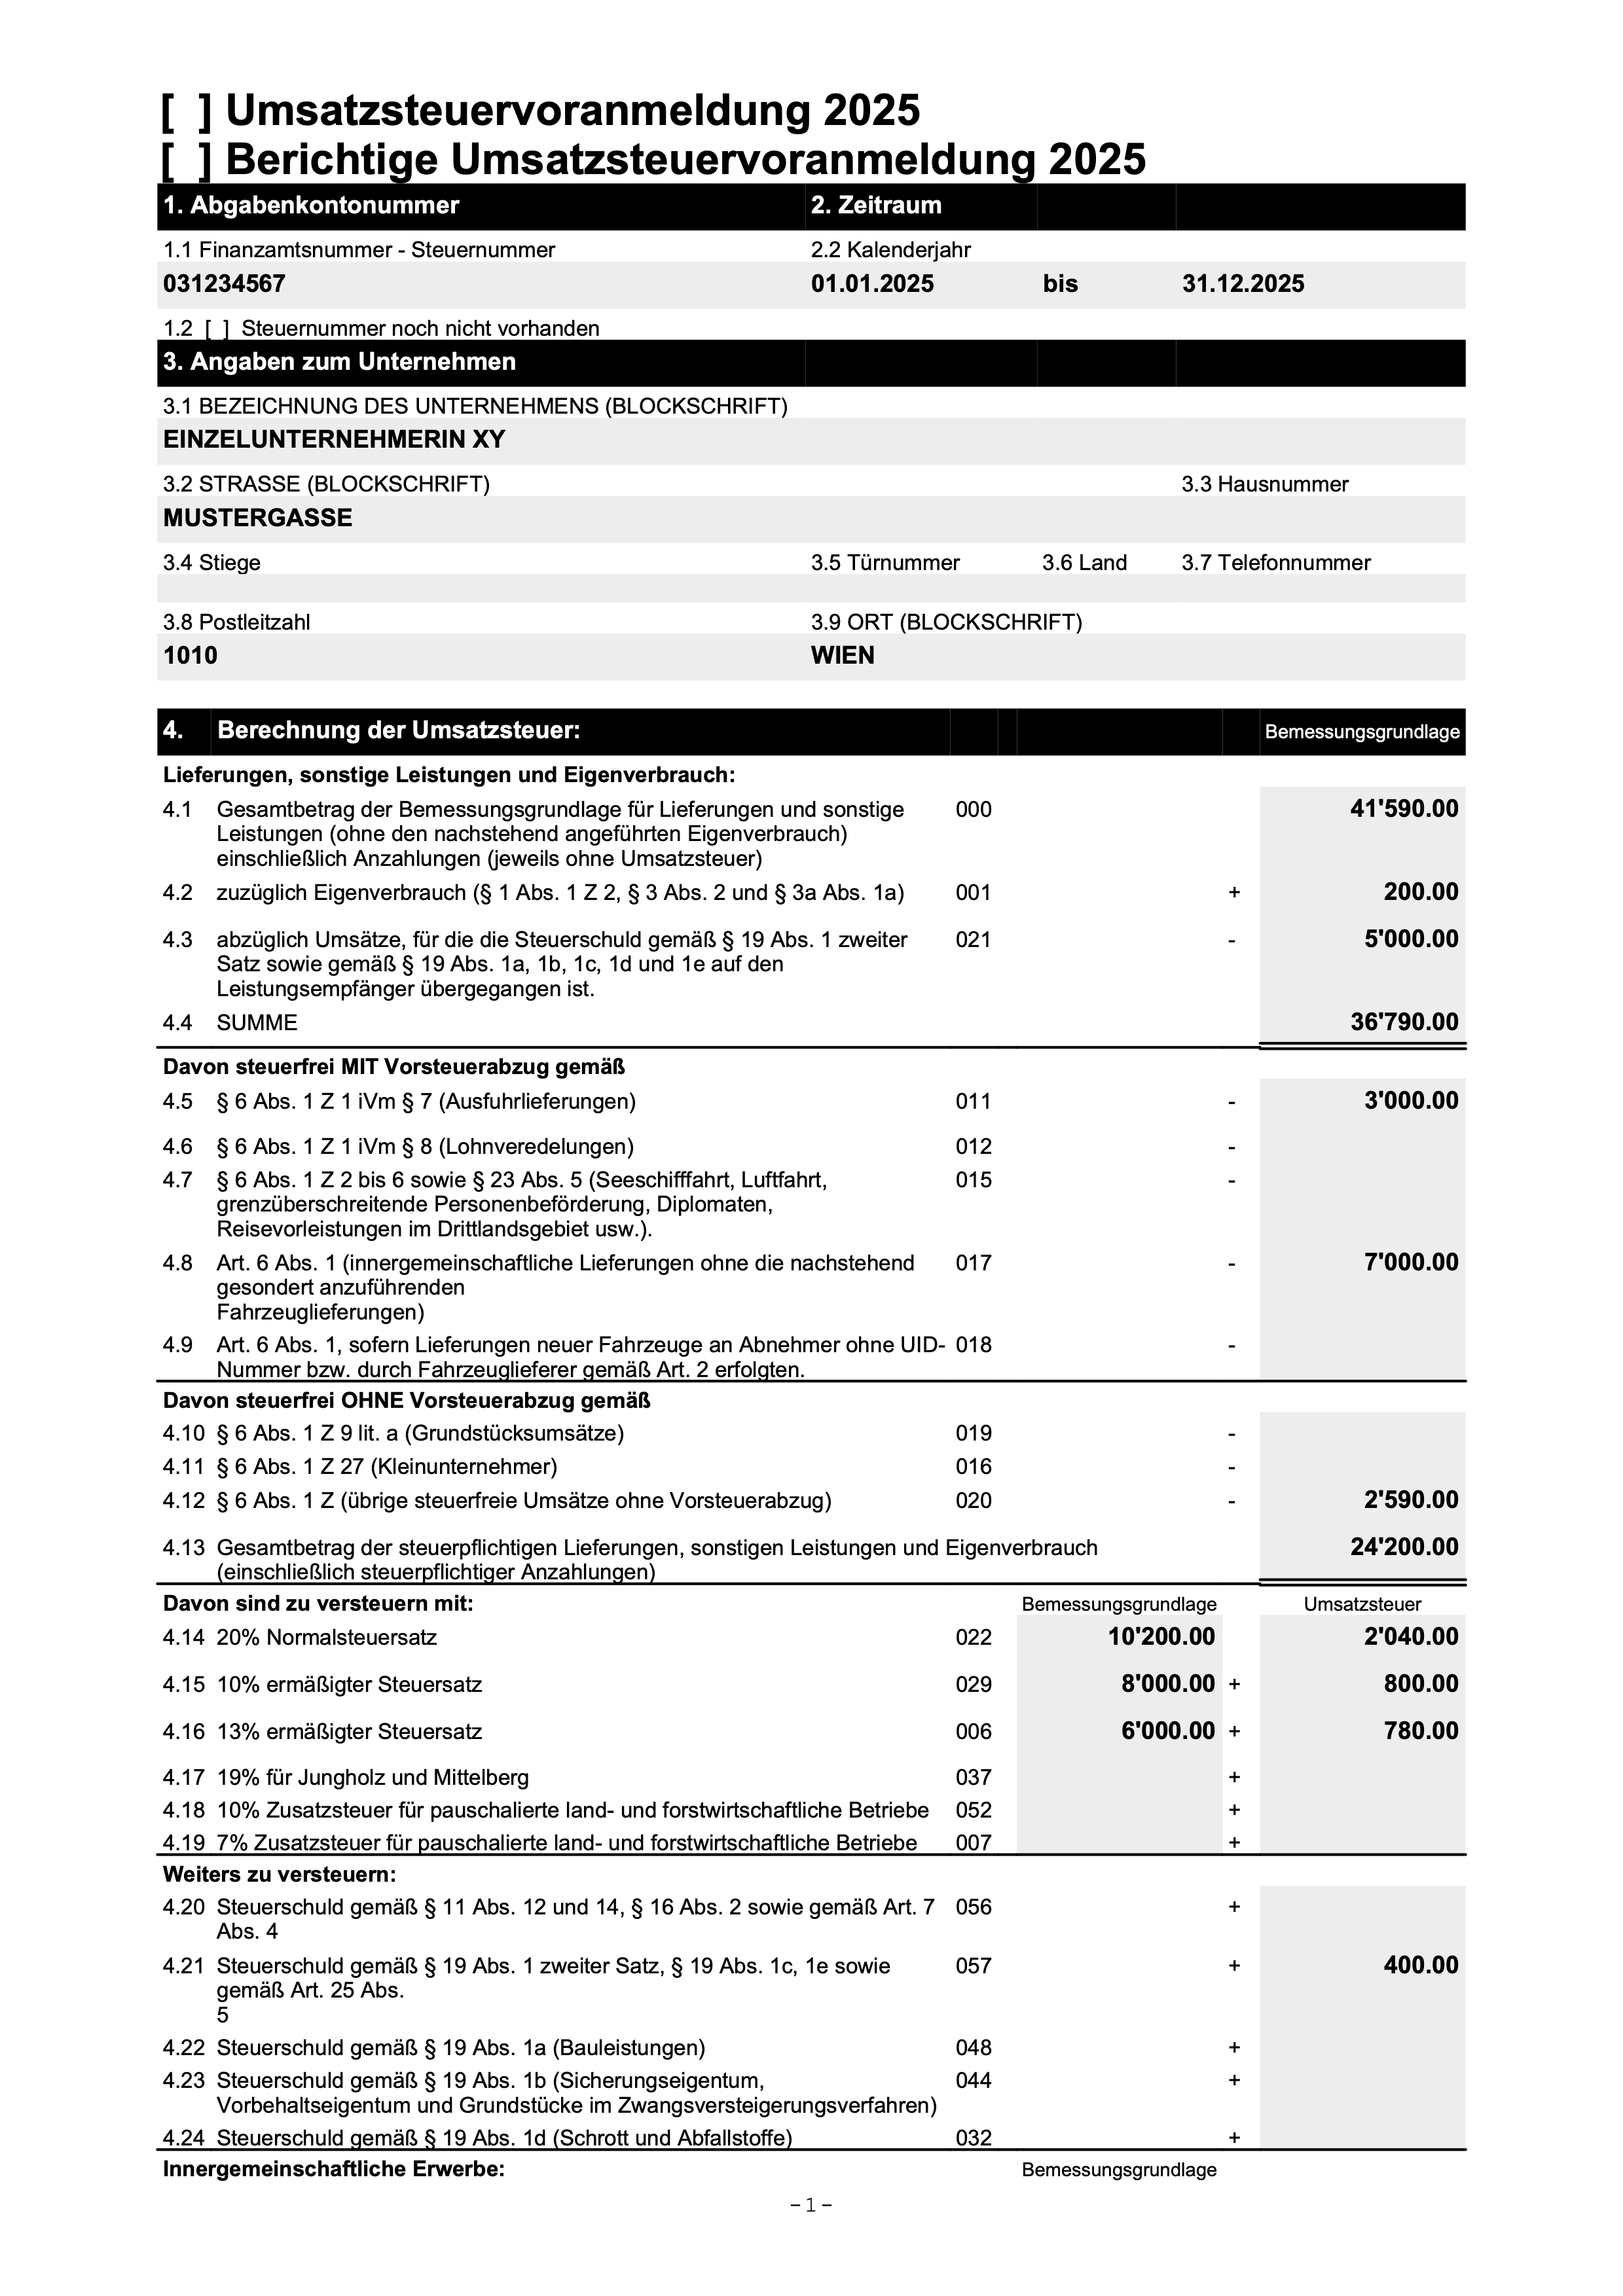 [ ] Umsatzsteuervoranmeldung 2025
[ ] Berichtige Umsatzsteuervoranmeldung 2025
1. Abgabenkontonummer 2. Zeitraum
1.1 Finanzamtsnummer - Steuernummer 2.2 Kalenderjahr
031234567 01.01.2025 bis 31.12.2025
1.2 [ ] Steuernummer noch nicht vorhanden
3. Angaben zum Unternehmen
3.1 BEZEICHNUNG DES UNTERNEHMENS (BLOCKSCHRIFT)
EINZELUNTERNEHMERIN XY
3.2 STRASSE (BLOCKSCHRIFT) 3.3 Hausnummer
MUSTERGASSE
3.4 Stiege 3.5 Türnummer 3.6 Land 3.7 Telefonnummer
3.8 Postleitzahl 3.9 ORT (BLOCKSCHRIFT)
1010 WIEN
4. Berechnung der Umsatzsteuer: Bemessungsgrundlage
Lieferungen, sonstige Leistungen und Eigenverbrauch:
4.1 Gesamtbetrag der Bemessungsgrundlage für Lieferungen und sonstige 000 41'590.00
Leistungen (ohne den nachstehend angeführten Eigenverbrauch)
einschließlich Anzahlungen (jeweils ohne Umsatzsteuer)
4.2 zuzüglich Eigenverbrauch (§ 1 Abs. 1 Z 2, § 3 Abs. 2 und § 3a Abs. 1a) 001 + 200.00
4.3 abzüglich Umsätze, für die die Steuerschuld gemäß § 19 Abs. 1 zweiter 021 - 5'000.00
Satz sowie gemäß § 19 Abs. 1a, 1b, 1c, 1d und 1e auf den
Leistungsempfänger übergegangen ist.
4.4 SUMME 36'790.00
Davon steuerfrei MIT Vorsteuerabzug gemäß
4.5 § 6 Abs. 1 Z 1 iVm § 7 (Ausfuhrlieferungen) 011 - 3'000.00
4.6 § 6 Abs. 1 Z 1 iVm § 8 (Lohnveredelungen) 012 -
4.7 § 6 Abs. 1 Z 2 bis 6 sowie § 23 Abs. 5 (Seeschifffahrt, Luftfahrt, 015 -
grenzüberschreitende Personenbeförderung, Diplomaten,
Reisevorleistungen im Drittlandsgebiet usw.).
4.8 Art. 6 Abs. 1 (innergemeinschaftliche Lieferungen ohne die nachstehend 017 - 7'000.00
gesondert anzuführenden
Fahrzeuglieferungen)
4.9 Art. 6 Abs. 1, sofern Lieferungen neuer Fahrzeuge an Abnehmer ohne UID- 018 -
Nummer bzw. durch Fahrzeuglieferer gemäß Art. 2 erfolgten.
Davon steuerfrei OHNE Vorsteuerabzug gemäß
4.10 § 6 Abs. 1 Z 9 lit. a (Grundstücksumsätze) 019 -
4.11 § 6 Abs. 1 Z 27 (Kleinunternehmer) 016 -
4.12 § 6 Abs. 1 Z (übrige steuerfreie Umsätze ohne Vorsteuerabzug) 020 - 2'590.00
4.13 Gesamtbetrag der steuerpflichtigen Lieferungen, sonstigen Leistungen und Eigenverbrauch 24'200.00
(einschließlich steuerpflichtiger Anzahlungen)
Davon sind zu versteuern mit: Bemessungsgrundlage Umsatzsteuer
4.14 20% Normalsteuersatz 022 10'200.00 2'040.00
4.15 10% ermäßigter Steuersatz 029 8'000.00 + 800.00
4.16 13% ermäßigter Steuersatz 006 6'000.00 + 780.00
4.17 19% für Jungholz und Mittelberg 037 +
4.18 10% Zusatzsteuer für pauschalierte land- und forstwirtschaftliche Betriebe 052 +
4.19 7% Zusatzsteuer für pauschalierte land- und forstwirtschaftliche Betriebe 007 +
Weiters zu versteuern:
4.20 Steuerschuld gemäß § 11 Abs. 12 und 14, § 16 Abs. 2 sowie gemäß Art. 7 056 +
Abs. 4
4.21 Steuerschuld gemäß § 19 Abs. 1 zweiter Satz, § 19 Abs. 1c, 1e sowie 057 + 400.00
gemäß Art. 25 Abs.
5
4.22 Steuerschuld gemäß § 19 Abs. 1a (Bauleistungen) 048 +
4.23 Steuerschuld gemäß § 19 Abs. 1b (Sicherungseigentum, 044 +
Vorbehaltseigentum und Grundstücke im Zwangsversteigerungsverfahren)
4.24 Steuerschuld gemäß § 19 Abs. 1d (Schrott und Abfallstoffe) 032 +
Innergemeinschaftliche Erwerbe: Bemessungsgrundlage
- 1 -